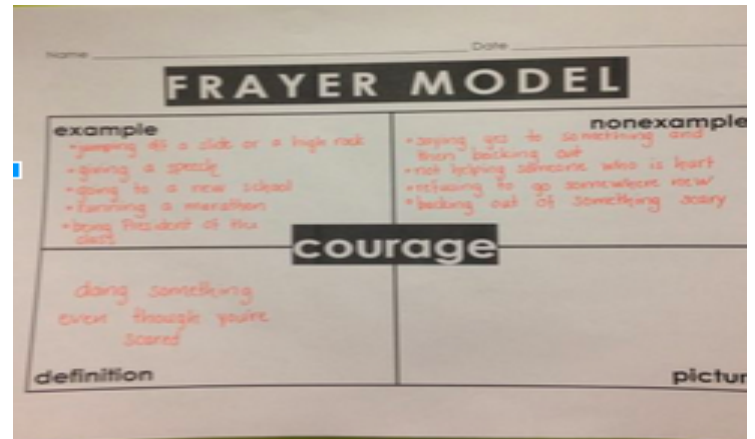 Name Date
FRAYER MODEL
example
• jumping off a slide or a high rock
• giving a speech
• going to a new school
• running a marathon
• being President of the
class
nonexample
• saying yes to something and
then backing out
• not helping someone who is hurt
• refusing to go somewhere new
• backing out of something scary
courage
doing something
even though you're
scared
definition
pictur